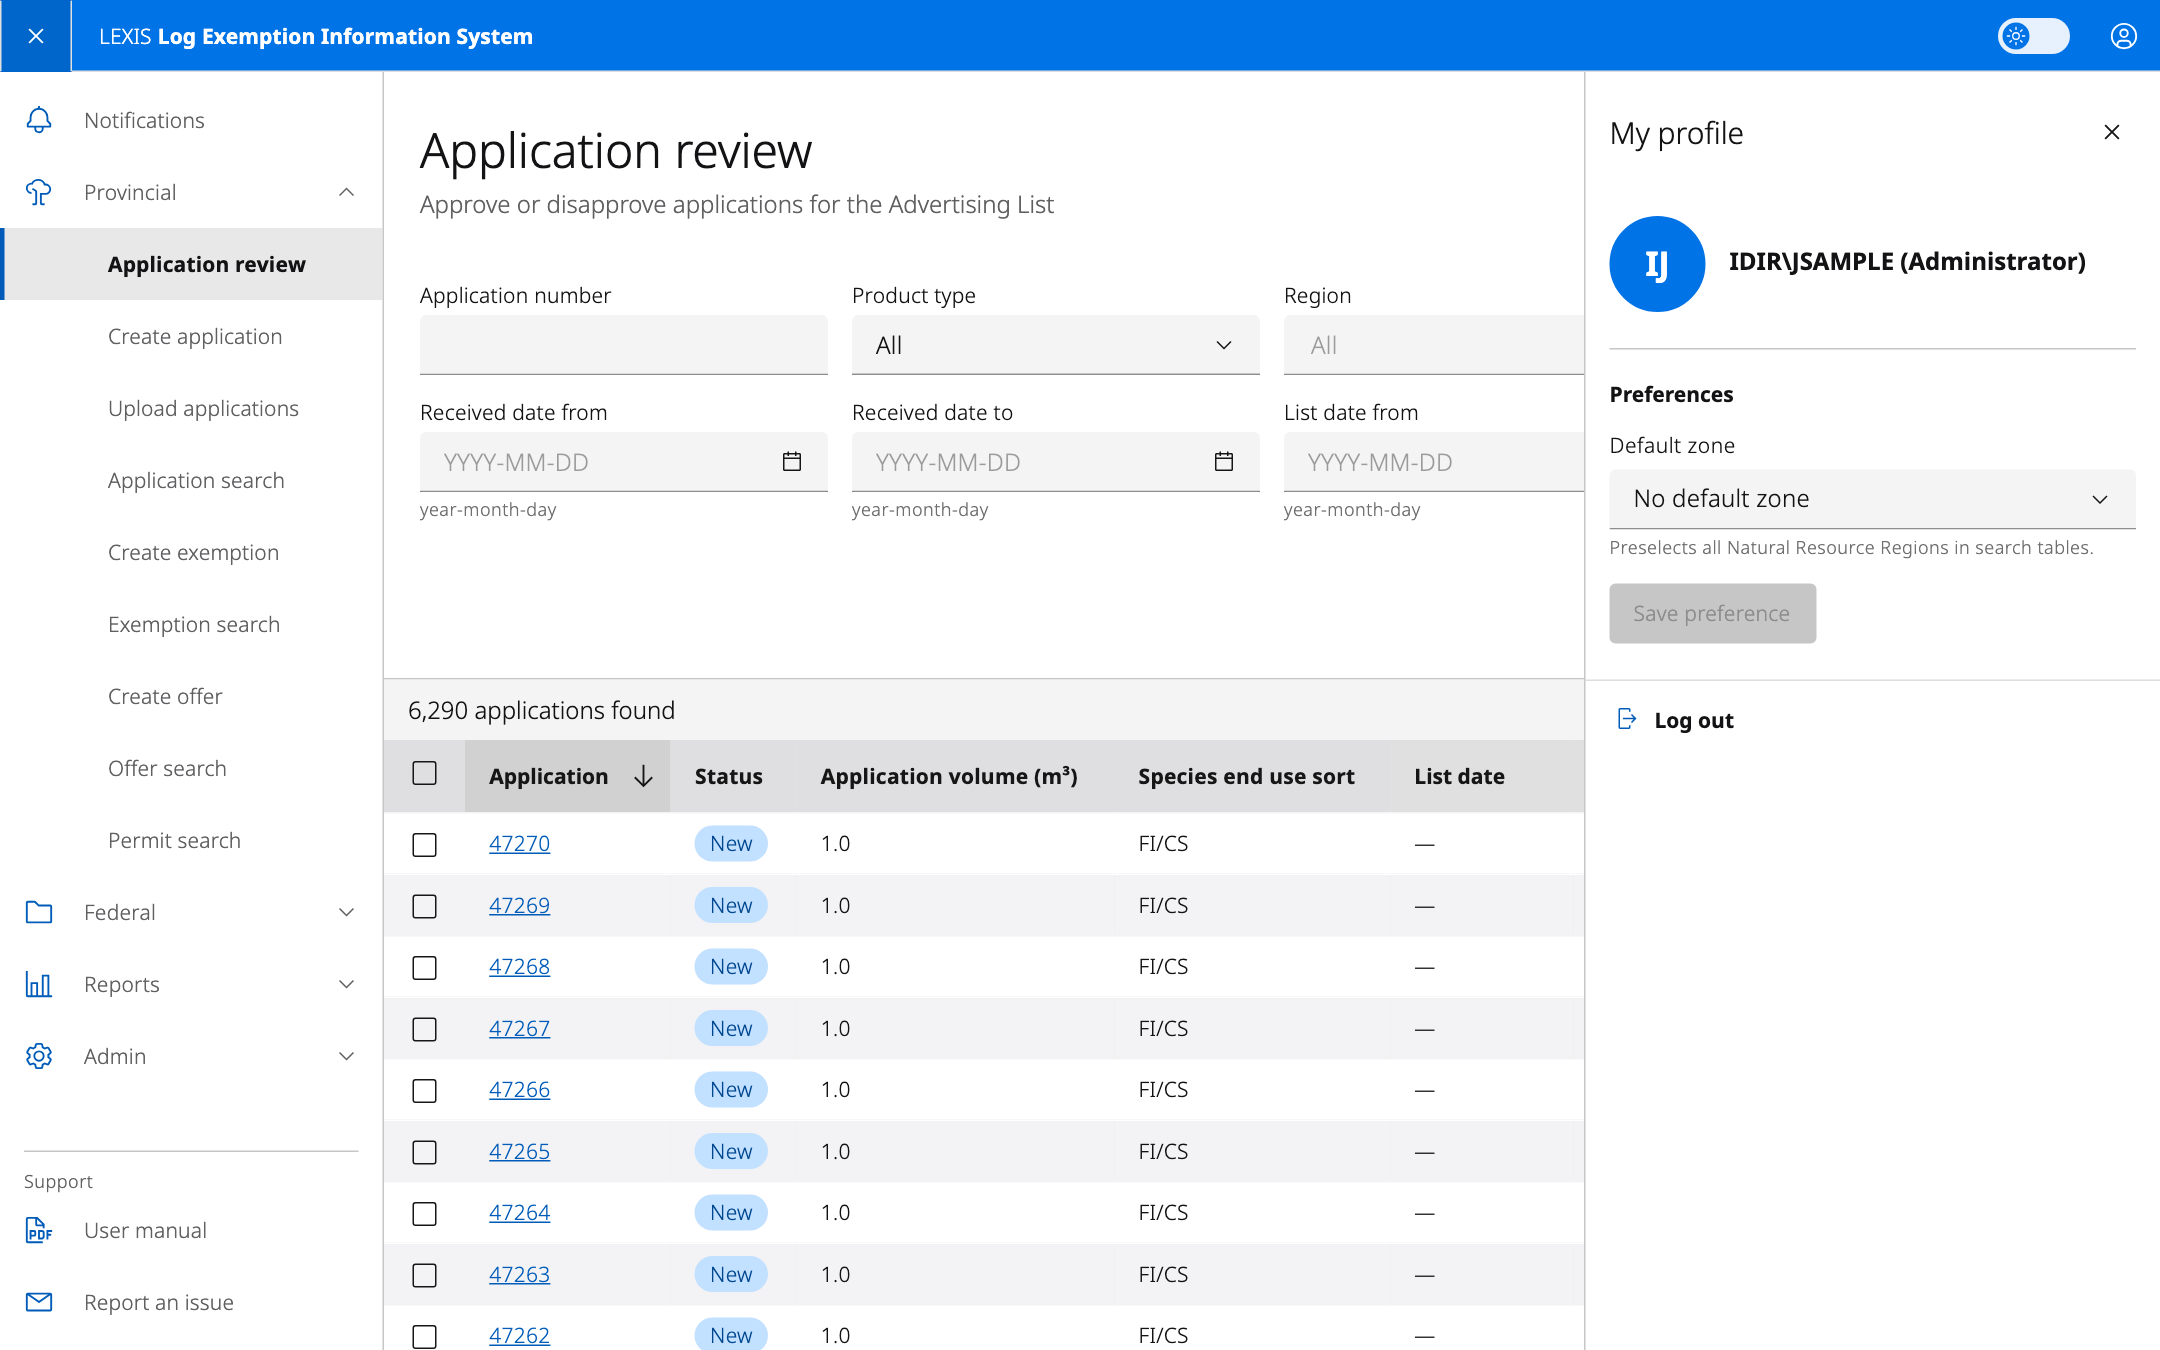 LEXIS Log Exemption Information System
Notifications
Provincial
Application review
Create application
Upload applications
Application search
Create exemption
Exemption search
Create offer
Offer search
Permit search
Federal
Reports
Admin
Support
User manual
Report an issue
Application review
Approve or disapprove applications for the Advertising List
Application number
Product type
Region
All
All
Received date from
Received date to
List date from
YYYY-MM-DD
YYYY-MM-DD
YYYY-MM-DD
year-month-day
year-month-day
year-month-day
6,290 applications found
Application Status Application volume (m³) Species end use sort List date
47270 New 1.0 FI/CS —
47269 New 1.0 FI/CS —
47268 New 1.0 FI/CS —
47267 New 1.0 FI/CS —
47266 New 1.0 FI/CS —
47265 New 1.0 FI/CS —
47264 New 1.0 FI/CS —
47263 New 1.0 FI/CS —
47262 New 1.0 FI/CS —
My profile
IJ
IDIR\JSAMPLE (Administrator)
Preferences
Default zone
No default zone
Preselects all Natural Resource Regions in search tables.
Save preference
Log out